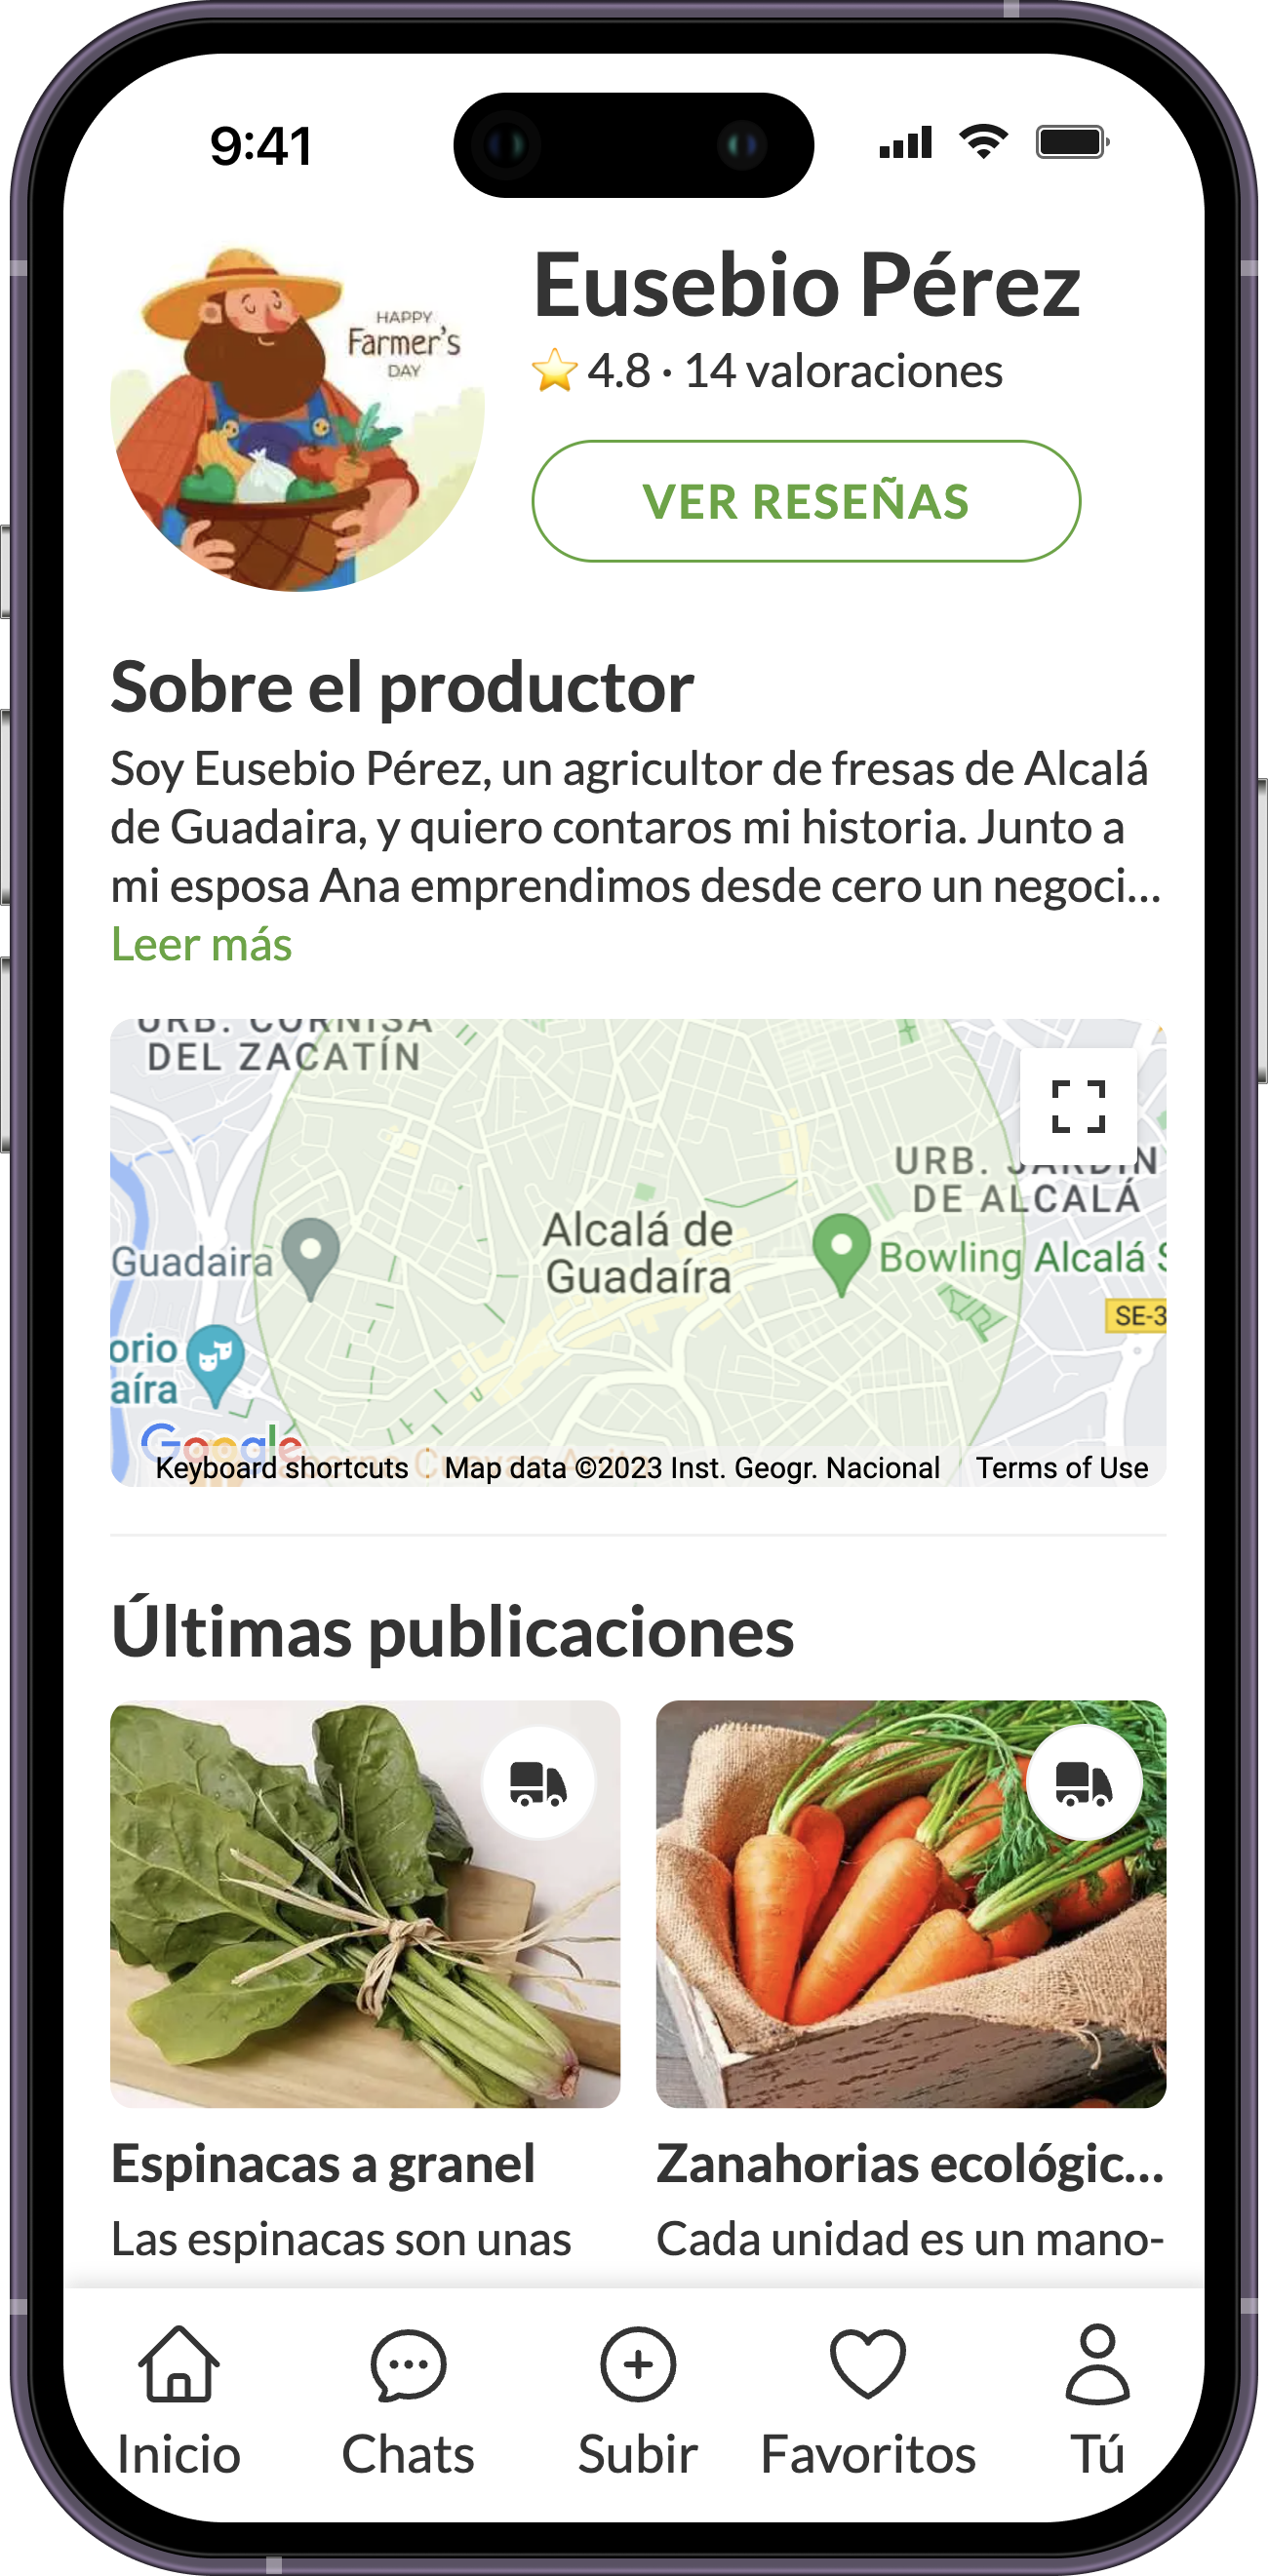 9:41
HAPPY
Farmer's
DAY
Eusebio Pérez
4.8 · 14 valoraciones
VER RESEÑAS
Sobre el productor
Soy Eusebio Pérez, un agricultor de fresas de Alcalá
de Guadaira, y quiero contaros mi historia. Junto a
mi esposa Ana emprendimos desde cero un negoci...
Leer más
URB. CORNISA
DEL ZACATÍN
URB. JARDÍN
DE ALCALÁ
Alcalá de
Guadaíra
Guadaira
Bowling Alcalá S
SE-3
orio
aíra
Google
Keyboard shortcuts
Map data ©2023 Inst. Geogr. Nacional
Terms of Use
Últimas publicaciones
Espinacas a granel
Las espinacas son unas
Zanahorias ecológic...
Cada unidad es un mano-
Inicio
Chats
Subir
Favoritos
Tú